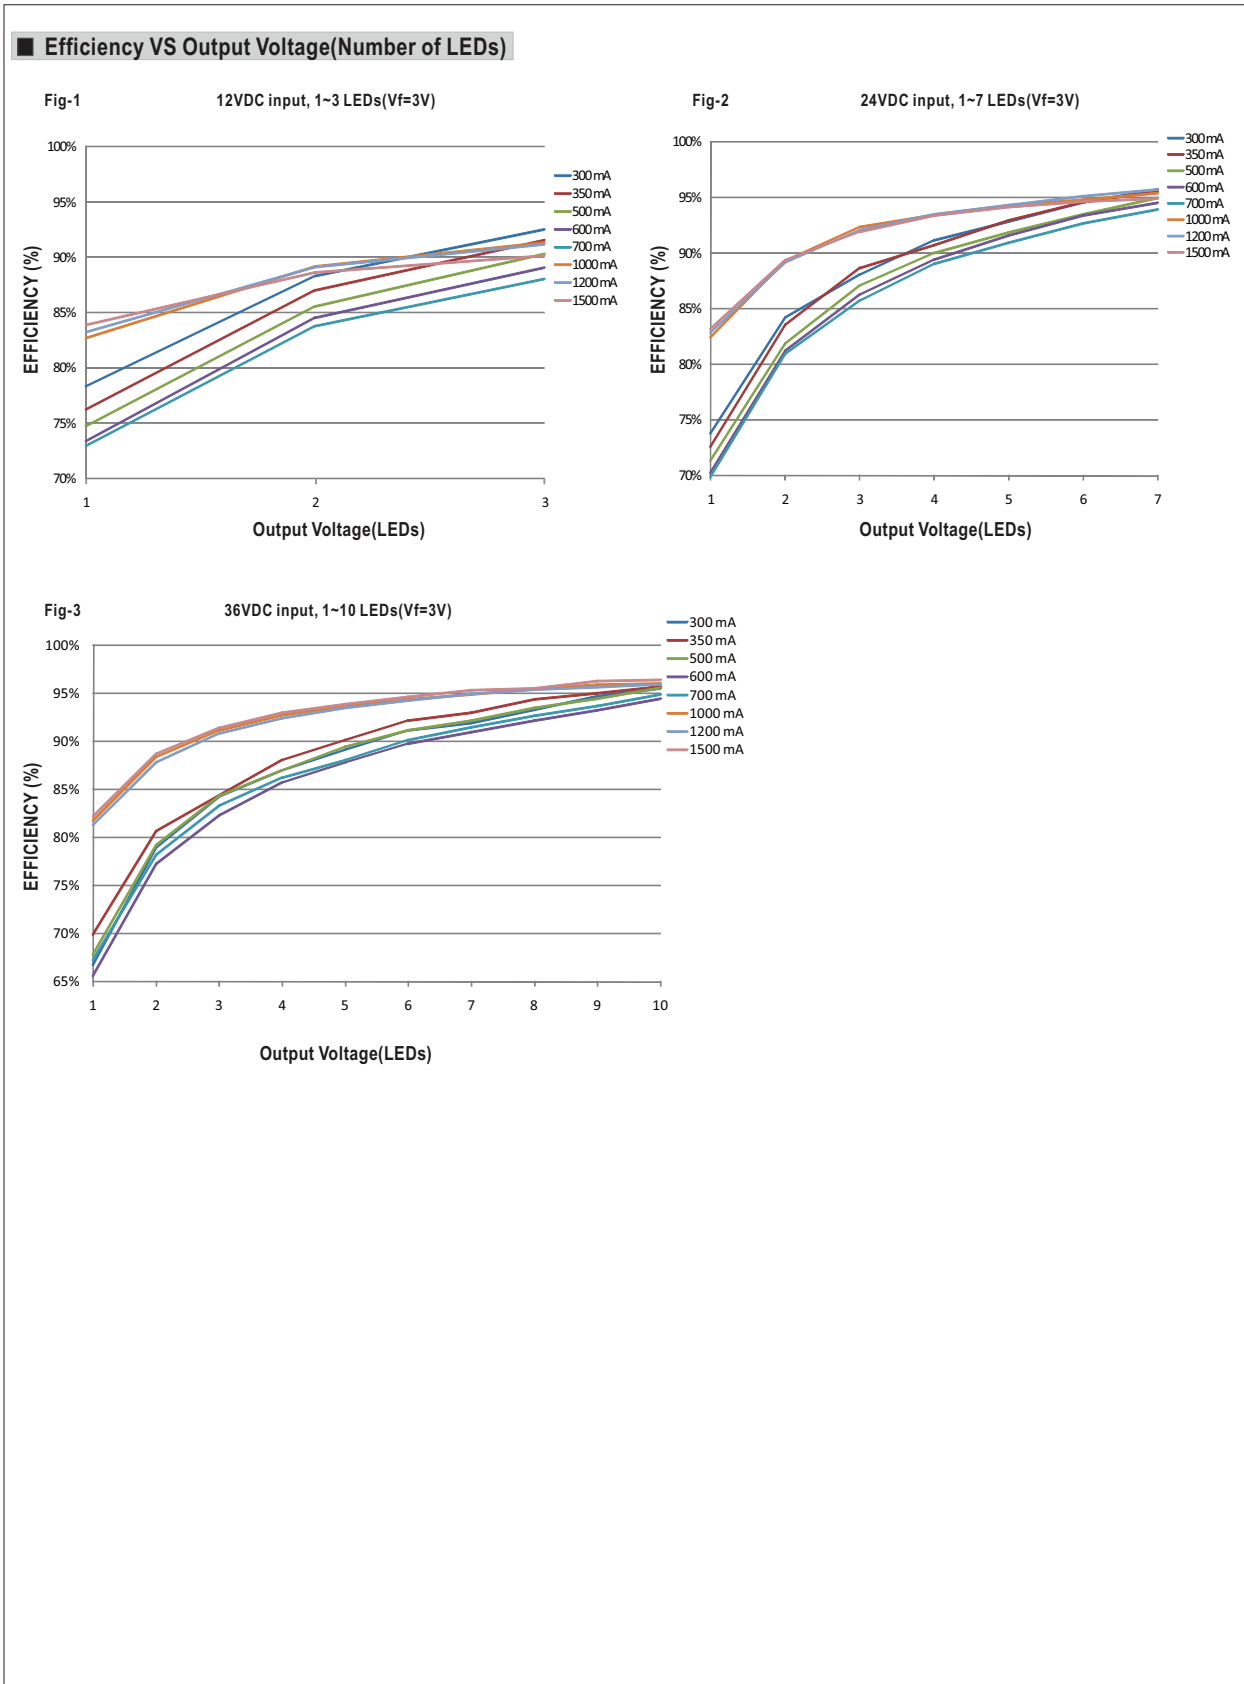 ■ Efficiency VS Output Voltage(Number of LEDs)
Fig-1 12VDC input, 1~3 LEDs(Vf=3V)
100%
95%
90%
85%
80%
75%
70%
EFFICIENCY (%)
1 2 3
Output Voltage(LEDs)
300mA
350mA
500mA
600mA
700mA
1000mA
1200mA
1500mA
Fig-2 24VDC input, 1~7 LEDs(Vf=3V)
100%
95%
90%
85%
80%
75%
70%
EFFICIENCY (%)
1 2 3 4 5 6 7
Output Voltage(LEDs)
300mA
350mA
500mA
600mA
700mA
1000mA
1200mA
1500mA
Fig-3 36VDC input, 1~10 LEDs(Vf=3V)
100%
95%
90%
85%
80%
75%
70%
65%
EFFICIENCY (%)
1 2 3 4 5 6 7 8 9 10
Output Voltage(LEDs)
300 mA
350 mA
500 mA
600 mA
700 mA
1000 mA
1200 mA
1500 mA